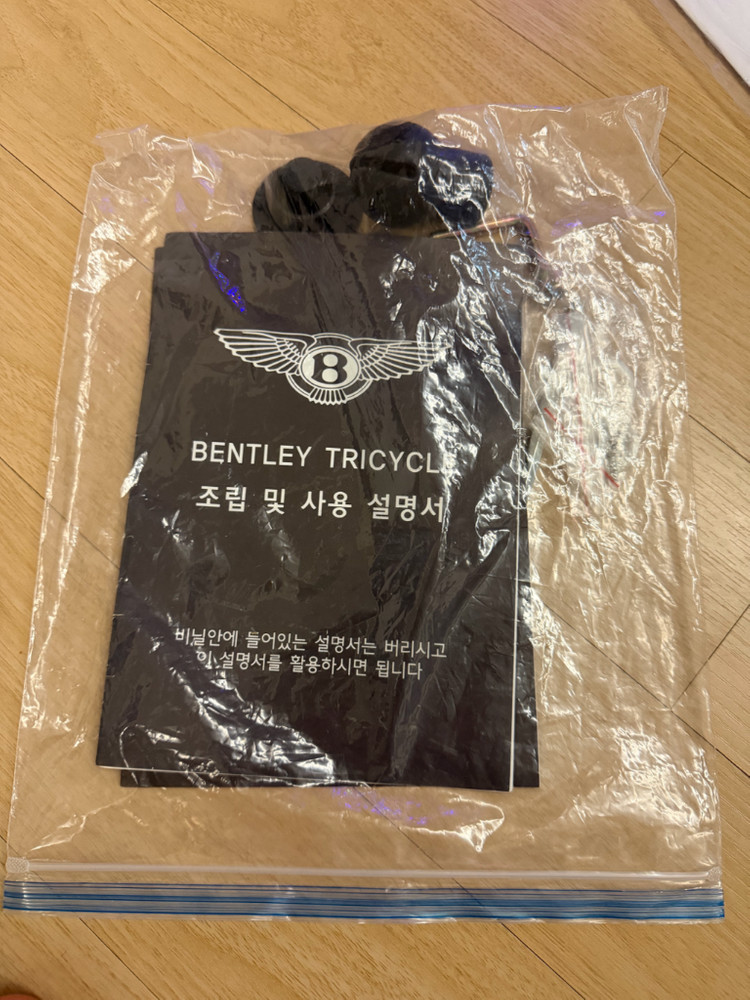 B
BENTLEY TRICYCLE
조립 및 사용 설명서
비닐안에 들어있는 설명서는 버리시고
이 설명서를 활용하시면 됩니다